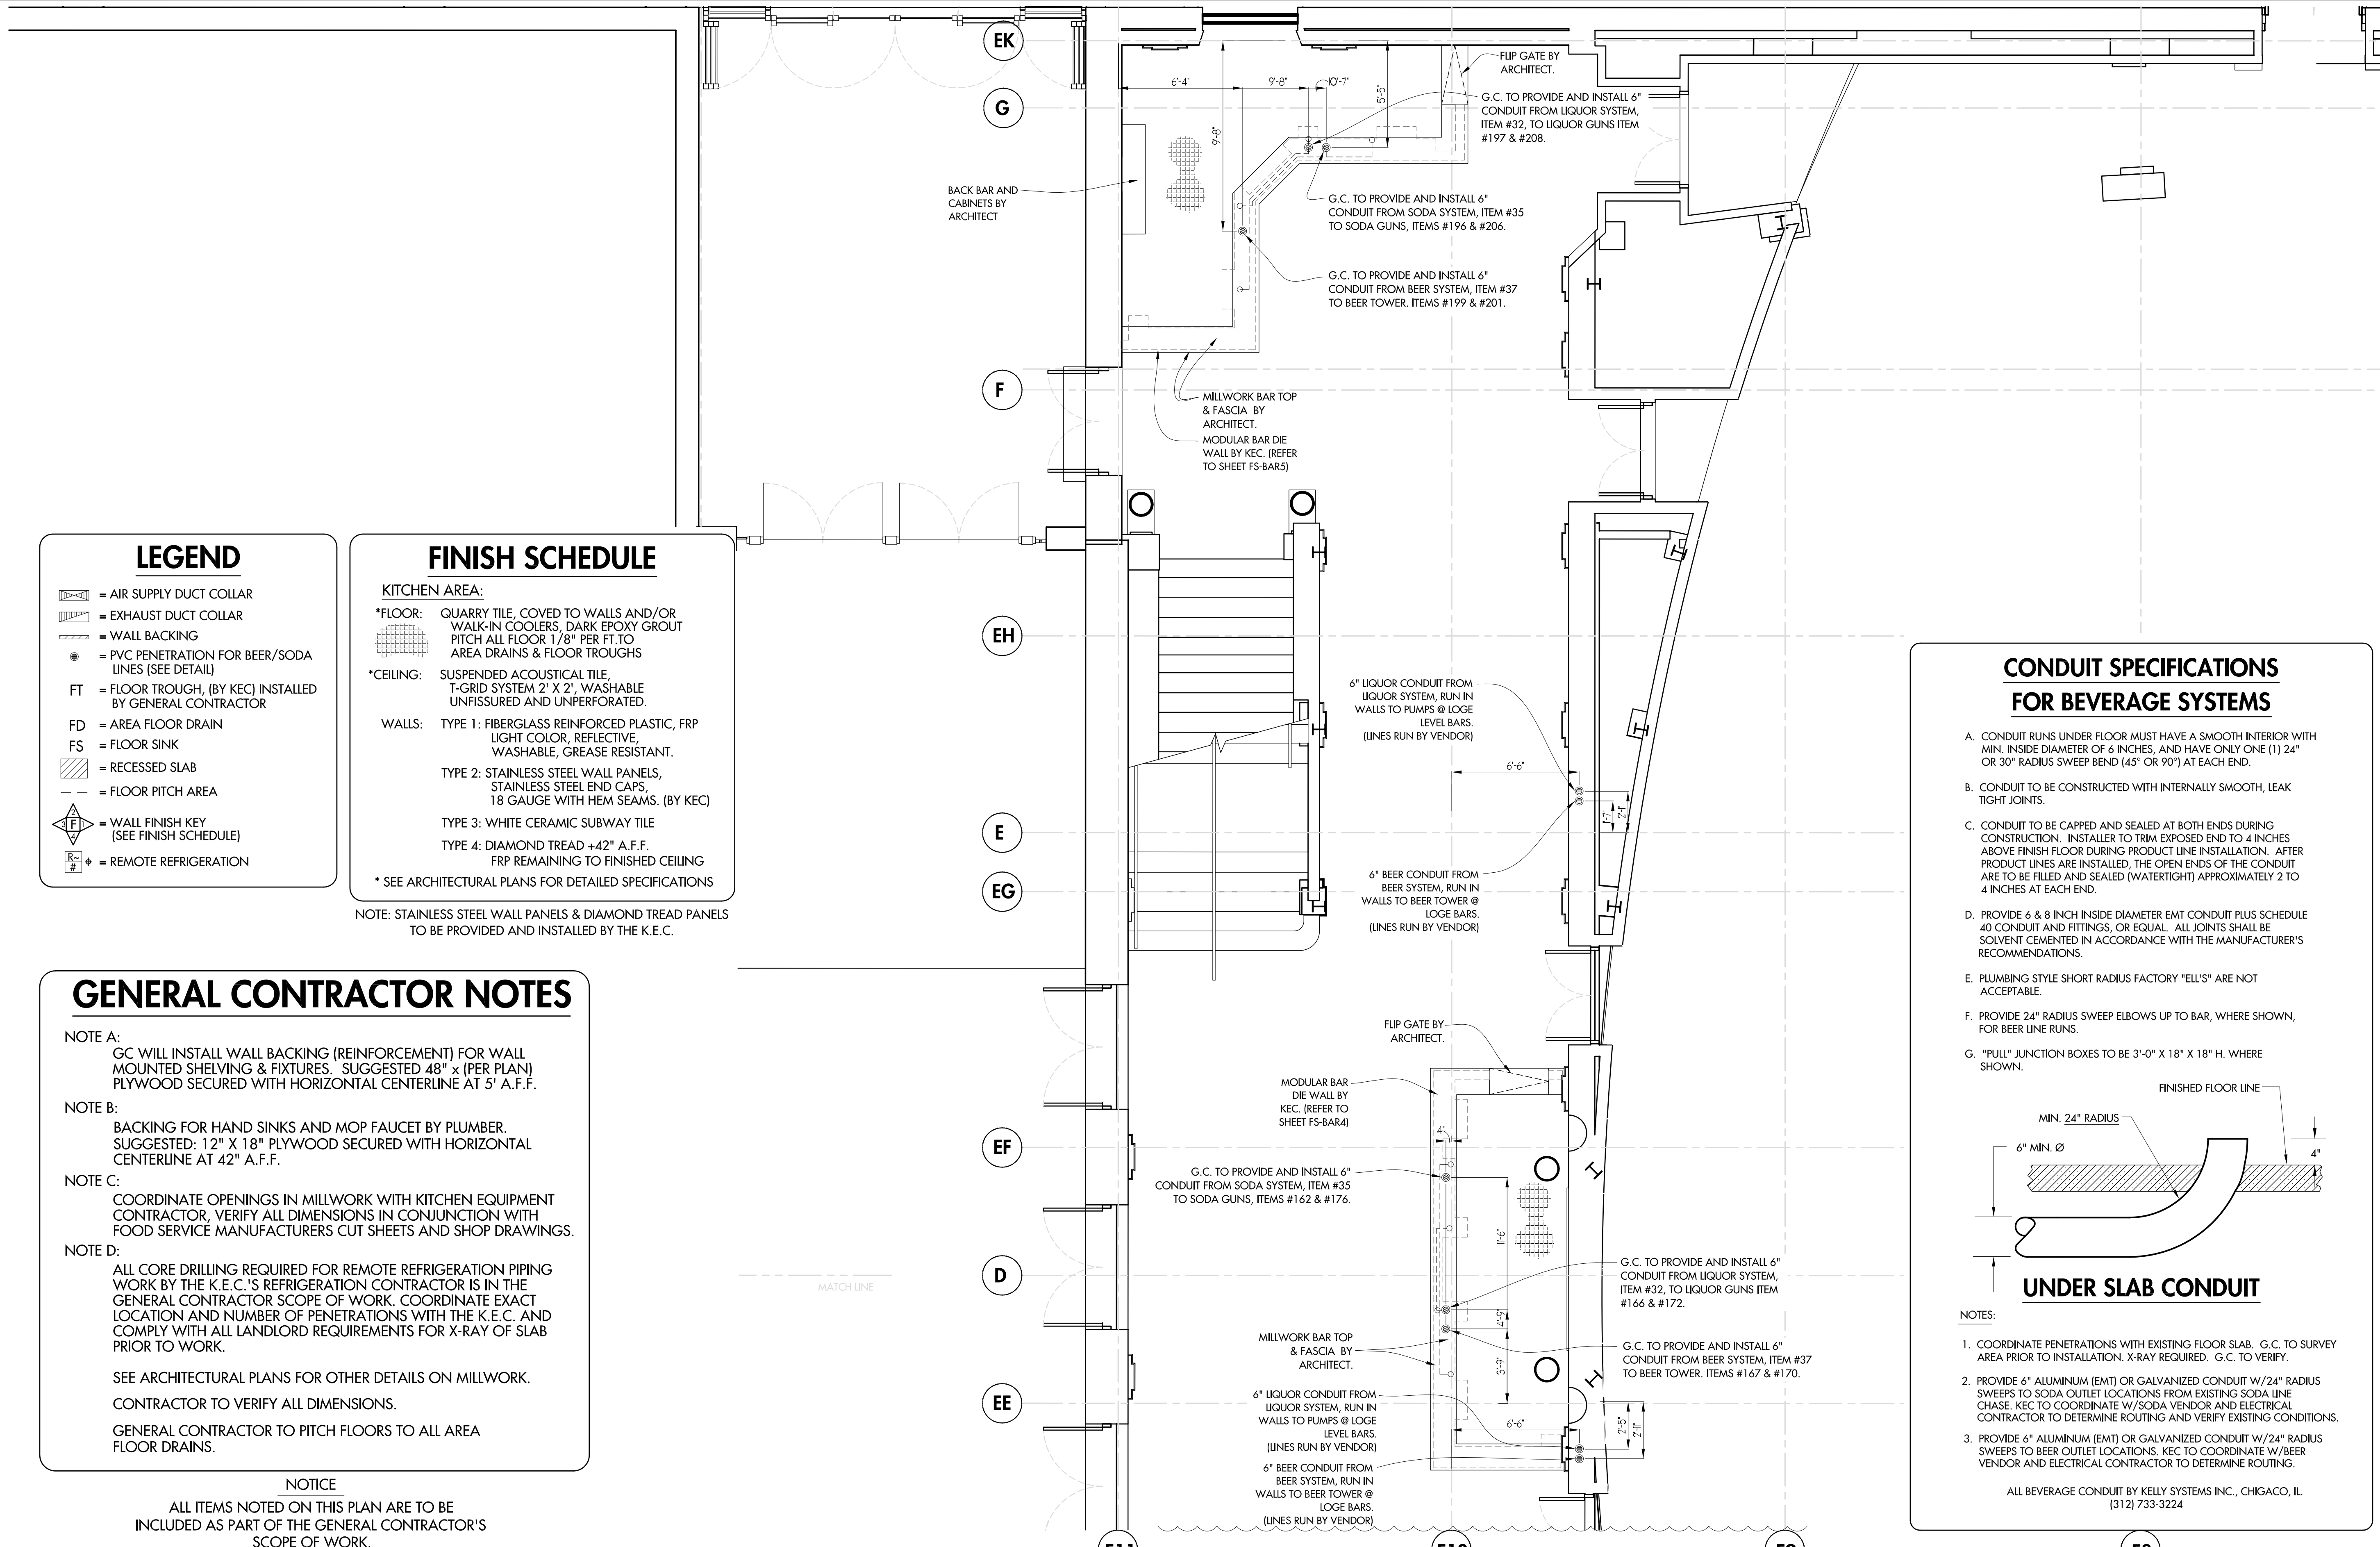 EK
G
F
EH
E
EG
EF
D
EE
FLIP GATE BY
ARCHITECT.
6'-4"
9'-8"
10'-7"
5'-5"
9'-8"
G.C. TO PROVIDE AND INSTALL 6"
CONDUIT FROM LIQUOR SYSTEM,
ITEM #32, TO LIQUOR GUNS ITEM
#197 & #208.
BACK BAR AND
CABINETS BY
ARCHITECT
G.C. TO PROVIDE AND INSTALL 6"
CONDUIT FROM SODA SYSTEM, ITEM #35
TO SODA GUNS, ITEMS #196 & #206.
G.C. TO PROVIDE AND INSTALL 6"
CONDUIT FROM BEER SYSTEM, ITEM #37
TO BEER TOWER. ITEMS #199 & #201.
MILLWORK BAR TOP
& FASCIA BY
ARCHITECT.
MODULAR BAR DIE
WALL BY KEC. (REFER
TO SHEET FS-BAR5)
LEGEND
= AIR SUPPLY DUCT COLLAR
= EXHAUST DUCT COLLAR
= WALL BACKING
= PVC PENETRATION FOR BEER/SODA
LINES (SEE DETAIL)
FT = FLOOR TROUGH, (BY KEC) INSTALLED
BY GENERAL CONTRACTOR
FD = AREA FLOOR DRAIN
FS = FLOOR SINK
= RECESSED SLAB
= FLOOR PITCH AREA
2
3 F 1 = WALL FINISH KEY
4 (SEE FINISH SCHEDULE)
R~
# = REMOTE REFRIGERATION
FINISH SCHEDULE
KITCHEN AREA:
*FLOOR: QUARRY TILE, COVED TO WALLS AND/OR
WALK-IN COOLERS, DARK EPOXY GROUT
PITCH ALL FLOOR 1/8" PER FT.TO
AREA DRAINS & FLOOR TROUGHS
*CEILING: SUSPENDED ACOUSTICAL TILE,
T-GRID SYSTEM 2' X 2', WASHABLE
UNFISSURED AND UNPERFORATED.
WALLS: TYPE 1: FIBERGLASS REINFORCED PLASTIC, FRP
LIGHT COLOR, REFLECTIVE,
WASHABLE, GREASE RESISTANT.
TYPE 2: STAINLESS STEEL WALL PANELS,
STAINLESS STEEL END CAPS,
18 GAUGE WITH HEM SEAMS. (BY KEC)
TYPE 3: WHITE CERAMIC SUBWAY TILE
TYPE 4: DIAMOND TREAD +42" A.F.F.
FRP REMAINING TO FINISHED CEILING
* SEE ARCHITECTURAL PLANS FOR DETAILED SPECIFICATIONS
NOTE: STAINLESS STEEL WALL PANELS & DIAMOND TREAD PANELS
TO BE PROVIDED AND INSTALLED BY THE K.E.C.
GENERAL CONTRACTOR NOTES
NOTE A:
GC WILL INSTALL WALL BACKING (REINFORCEMENT) FOR WALL
MOUNTED SHELVING & FIXTURES. SUGGESTED 48" x (PER PLAN)
PLYWOOD SECURED WITH HORIZONTAL CENTERLINE AT 5' A.F.F.
NOTE B:
BACKING FOR HAND SINKS AND MOP FAUCET BY PLUMBER.
SUGGESTED: 12" X 18" PLYWOOD SECURED WITH HORIZONTAL
CENTERLINE AT 42" A.F.F.
NOTE C:
COORDINATE OPENINGS IN MILLWORK WITH KITCHEN EQUIPMENT
CONTRACTOR, VERIFY ALL DIMENSIONS IN CONJUNCTION WITH
FOOD SERVICE MANUFACTURERS CUT SHEETS AND SHOP DRAWINGS.
NOTE D:
ALL CORE DRILLING REQUIRED FOR REMOTE REFRIGERATION PIPING
WORK BY THE K.E.C.'S REFRIGERATION CONTRACTOR IS IN THE
GENERAL CONTRACTOR SCOPE OF WORK. COORDINATE EXACT
LOCATION AND NUMBER OF PENETRATIONS WITH THE K.E.C. AND
COMPLY WITH ALL LANDLORD REQUIREMENTS FOR X-RAY OF SLAB
PRIOR TO WORK.
SEE ARCHITECTURAL PLANS FOR OTHER DETAILS ON MILLWORK.
CONTRACTOR TO VERIFY ALL DIMENSIONS.
GENERAL CONTRACTOR TO PITCH FLOORS TO ALL AREA
FLOOR DRAINS.
NOTICE
ALL ITEMS NOTED ON THIS PLAN ARE TO BE
INCLUDED AS PART OF THE GENERAL CONTRACTOR'S
SCOPE OF WORK.
MATCH LINE
6" LIQUOR CONDUIT FROM
LIQUOR SYSTEM, RUN IN
WALLS TO PUMPS @ LOGE
LEVEL BARS.
(LINES RUN BY VENDOR)
6'-6"
1'-7"
2'-1"
6" BEER CONDUIT FROM
BEER SYSTEM, RUN IN
WALLS TO BEER TOWER @
LOGE BARS.
(LINES RUN BY VENDOR)
FLIP GATE BY
ARCHITECT.
MODULAR BAR
DIE WALL BY
KEC. (REFER TO
SHEET FS-BAR4)
4"
G.C. TO PROVIDE AND INSTALL 6"
CONDUIT FROM SODA SYSTEM, ITEM #35
TO SODA GUNS, ITEMS #162 & #176.
11'-6"
G.C. TO PROVIDE AND INSTALL 6"
CONDUIT FROM LIQUOR SYSTEM,
ITEM #32, TO LIQUOR GUNS ITEM
#166 & #172.
4'-9"
3'-9"
MILLWORK BAR TOP
& FASCIA BY
ARCHITECT.
G.C. TO PROVIDE AND INSTALL 6"
CONDUIT FROM BEER SYSTEM, ITEM #37
TO BEER TOWER. ITEMS #167 & #170.
6" LIQUOR CONDUIT FROM
LIQUOR SYSTEM, RUN IN
WALLS TO PUMPS @ LOGE
LEVEL BARS.
(LINES RUN BY VENDOR)
6'-6"
2'-5"
2'-11"
6" BEER CONDUIT FROM
BEER SYSTEM, RUN IN
WALLS TO BEER TOWER @
LOGE BARS.
(LINES RUN BY VENDOR)
CONDUIT SPECIFICATIONS
FOR BEVERAGE SYSTEMS
A. CONDUIT RUNS UNDER FLOOR MUST HAVE A SMOOTH INTERIOR WITH
MIN. INSIDE DIAMETER OF 6 INCHES, AND HAVE ONLY ONE (1) 24"
OR 30" RADIUS SWEEP BEND (45° OR 90°) AT EACH END.
B. CONDUIT TO BE CONSTRUCTED WITH INTERNALLY SMOOTH, LEAK
TIGHT JOINTS.
C. CONDUIT TO BE CAPPED AND SEALED AT BOTH ENDS DURING
CONSTRUCTION. INSTALLER TO TRIM EXPOSED END TO 4 INCHES
ABOVE FINISH FLOOR DURING PRODUCT LINE INSTALLATION. AFTER
PRODUCT LINES ARE INSTALLED, THE OPEN ENDS OF THE CONDUIT
ARE TO BE FILLED AND SEALED (WATERTIGHT) APPROXIMATELY 2 TO
4 INCHES AT EACH END.
D. PROVIDE 6 & 8 INCH INSIDE DIAMETER EMT CONDUIT PLUS SCHEDULE
40 CONDUIT AND FITTINGS, OR EQUAL. ALL JOINTS SHALL BE
SOLVENT CEMENTED IN ACCORDANCE WITH THE MANUFACTURER'S
RECOMMENDATIONS.
E. PLUMBING STYLE SHORT RADIUS FACTORY "ELL'S" ARE NOT
ACCEPTABLE.
F. PROVIDE 24" RADIUS SWEEP ELBOWS UP TO BAR, WHERE SHOWN,
FOR BEER LINE RUNS.
G. "PULL" JUNCTION BOXES TO BE 3'-0" X 18" X 18" H. WHERE
SHOWN.
FINISHED FLOOR LINE
MIN. 24" RADIUS
6" MIN. Ø
4"
UNDER SLAB CONDUIT
NOTES:
1. COORDINATE PENETRATIONS WITH EXISTING FLOOR SLAB. G.C. TO SURVEY
AREA PRIOR TO INSTALLATION. X-RAY REQUIRED. G.C. TO VERIFY.
2. PROVIDE 6" ALUMINUM (EMT) OR GALVANIZED CONDUIT W/24" RADIUS
SWEEPS TO SODA OUTLET LOCATIONS FROM EXISTING SODA LINE
CHASE. KEC TO COORDINATE W/SODA VENDOR AND ELECTRICAL
CONTRACTOR TO DETERMINE ROUTING AND VERIFY EXISTING CONDITIONS.
3. PROVIDE 6" ALUMINUM (EMT) OR GALVANIZED CONDUIT W/24" RADIUS
SWEEPS TO BEER OUTLET LOCATIONS. KEC TO COORDINATE W/BEER
VENDOR AND ELECTRICAL CONTRACTOR TO DETERMINE ROUTING.
ALL BEVERAGE CONDUIT BY KELLY SYSTEMS INC., CHIGACO, IL.
(312) 733-3224